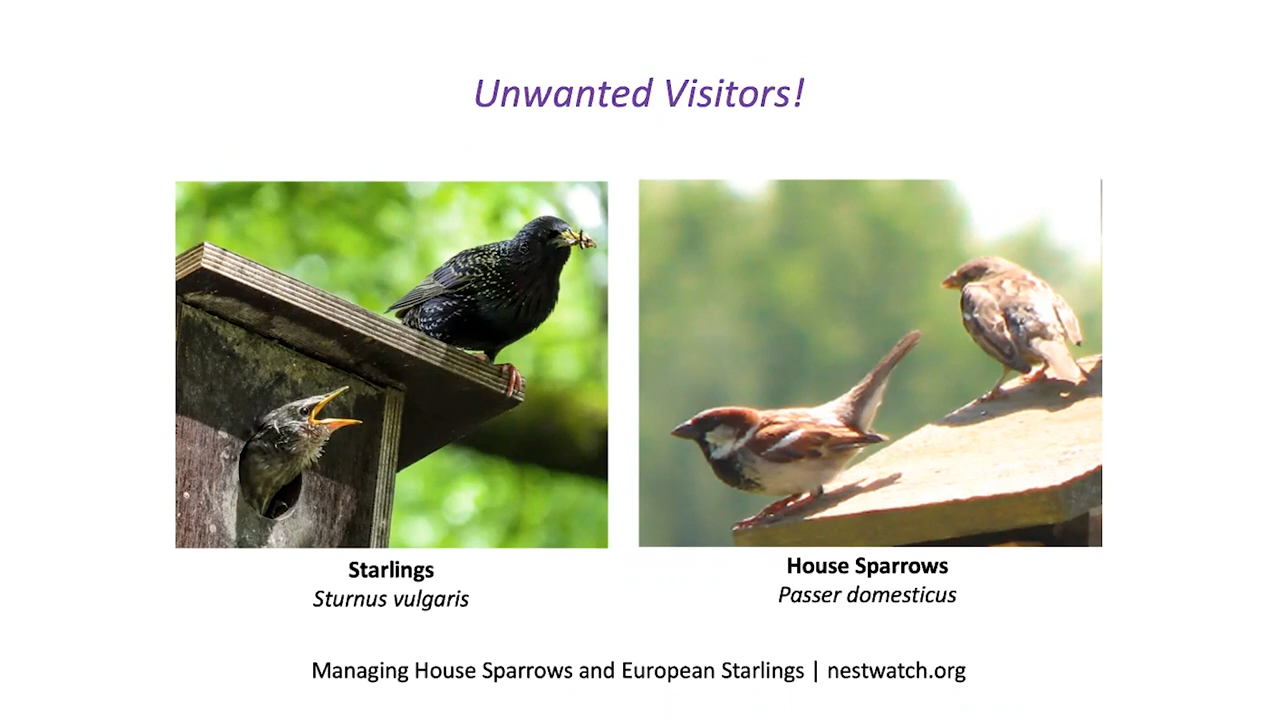 Unwanted Visitors!
Starlings
Sturnus vulgaris
House Sparrows
Passer domesticus
Managing House Sparrows and European Starlings | nestwatch.org